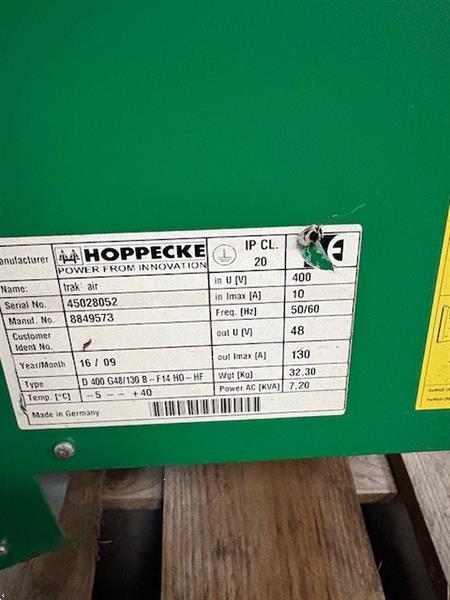 anufacturer HOPPECKE
POWER FROM INNOVATION
IP CL.
20
E
Name: trak air
Serial No. 45028052
Manuf. No. 8849573
Customer
Ident No.
Year/Month 16 / 09
Type D 400 G48/130 B - F14 HO - HF
Temp. [°C] -5 - - +40
Made in Germany
in U [V] 400
in Imax [A] 10
Freq. [Hz] 50/60
out U [V] 48
out Imax [A] 130
Wgt [Kg] 32,30
Power AC [KVA] 7,20